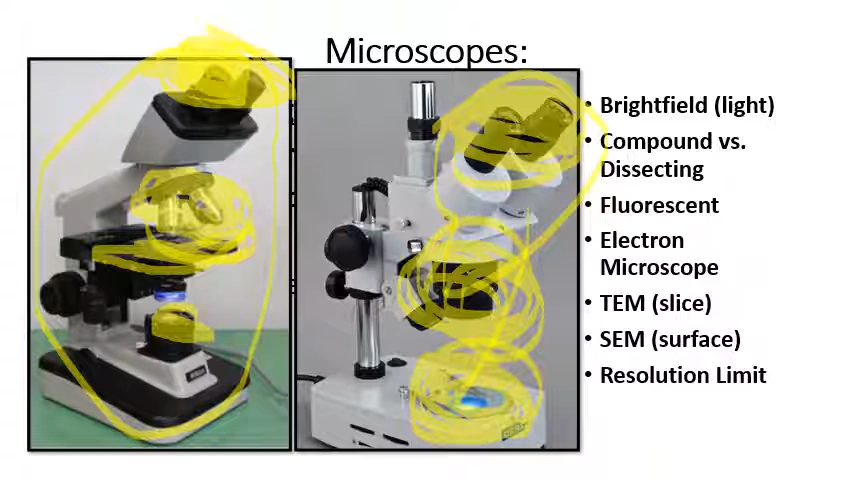 Microscopes:
• Brightfield (light)
• Compound vs.
Dissecting
• Fluorescent
• Electron
Microscope
• TEM (slice)
• SEM (surface)
• Resolution Limit